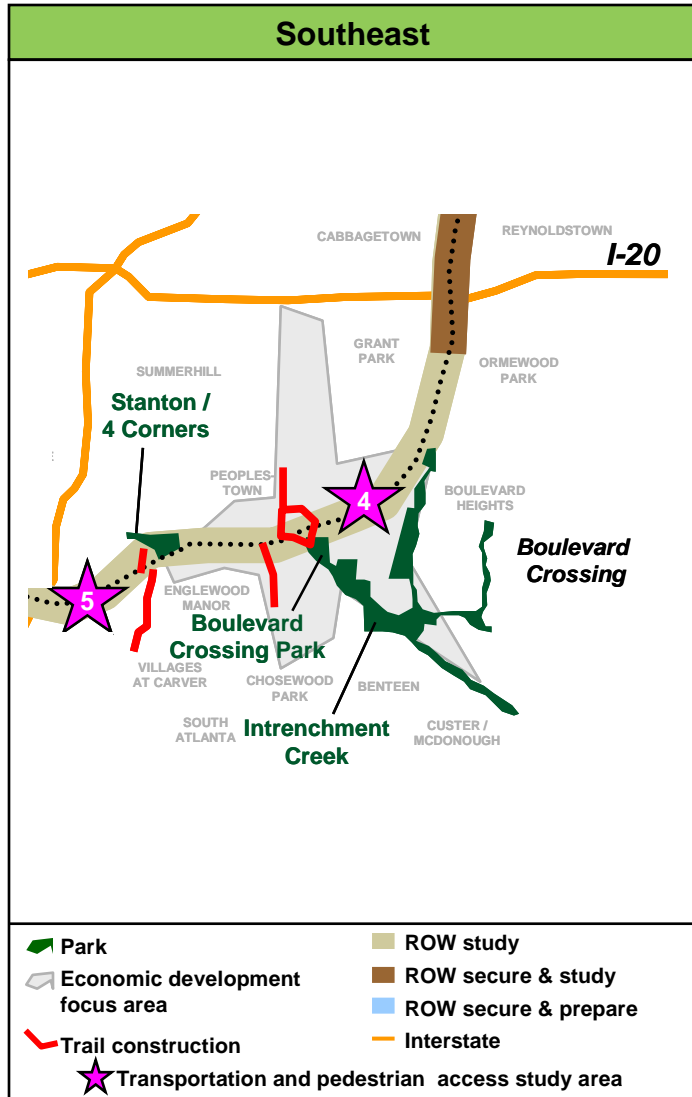 Southeast
CABBAGETOWN
REYNOLDSTOWN
I-20
GRANT
PARK
ORMEWOOD
PARK
SUMMERHILL
Stanton /
4 Corners
PEOPLES-
TOWN
4
BOULEVARD
HEIGHTS
Boulevard
Crossing
5
ENGLEWOOD
MANOR
Boulevard
Crossing Park
VILLAGES
AT CARVER
CHOSEWOOD
PARK
BENTEEN
SOUTH
ATLANTA
Intrenchment
Creek
CUSTER /
MCDONOUGH
Park
Economic development
focus area
Trail construction
ROW study
ROW secure & study
ROW secure & prepare
Interstate
Transportation and pedestrian access study area